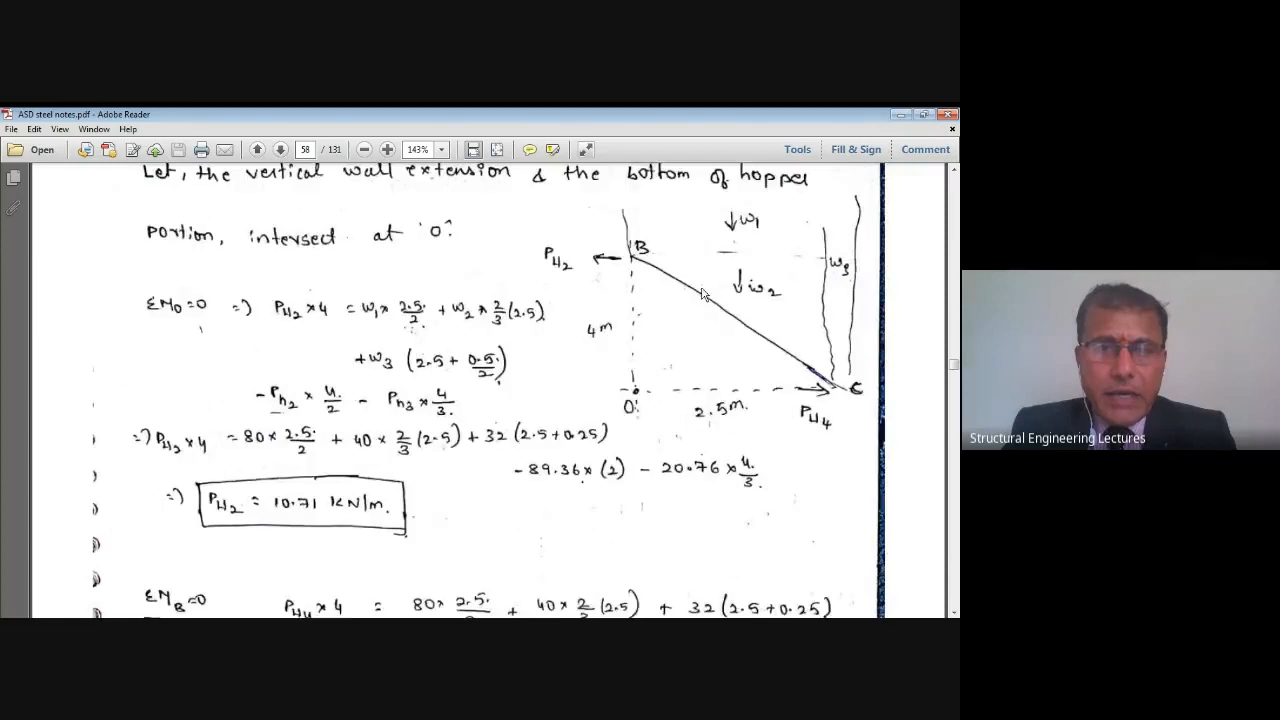 ASD steel notes.pdf - Adobe Reader
File Edit View Window Help
Open 58 / 131 143% Tools Fill & Sign Comment
Let, the vertical wall extension & the bottom of hopper
portion, intersect at 'O'.
ΣM₀=0 => P_H₂ × 4 = W₁ × 2.5/2 + W₂ × 2/3 (2.5)
+ W₃ (2.5 + 0.5/2)
- P_h₂ × 4/2 - P_h₃ × 4/3.
=> P_H₂ × 4 = 80 × 2.5/2 + 40 × 2/3 (2.5) + 32 (2.5 + 0.25)
- 89.36 × (2) - 20.76 × 4/3.
=> P_H₂ = 10.71 KN/m.
ΣM_B=0 P_H₄ × 4 = 80 × 2.5. + 40 × 2/3 (2.5) + 32 (2.5 + 0.25)
P_H₂ B W₁ W₃
W₂
4m
O C
2.5m. P_H₄
Structural Engineering Lectures